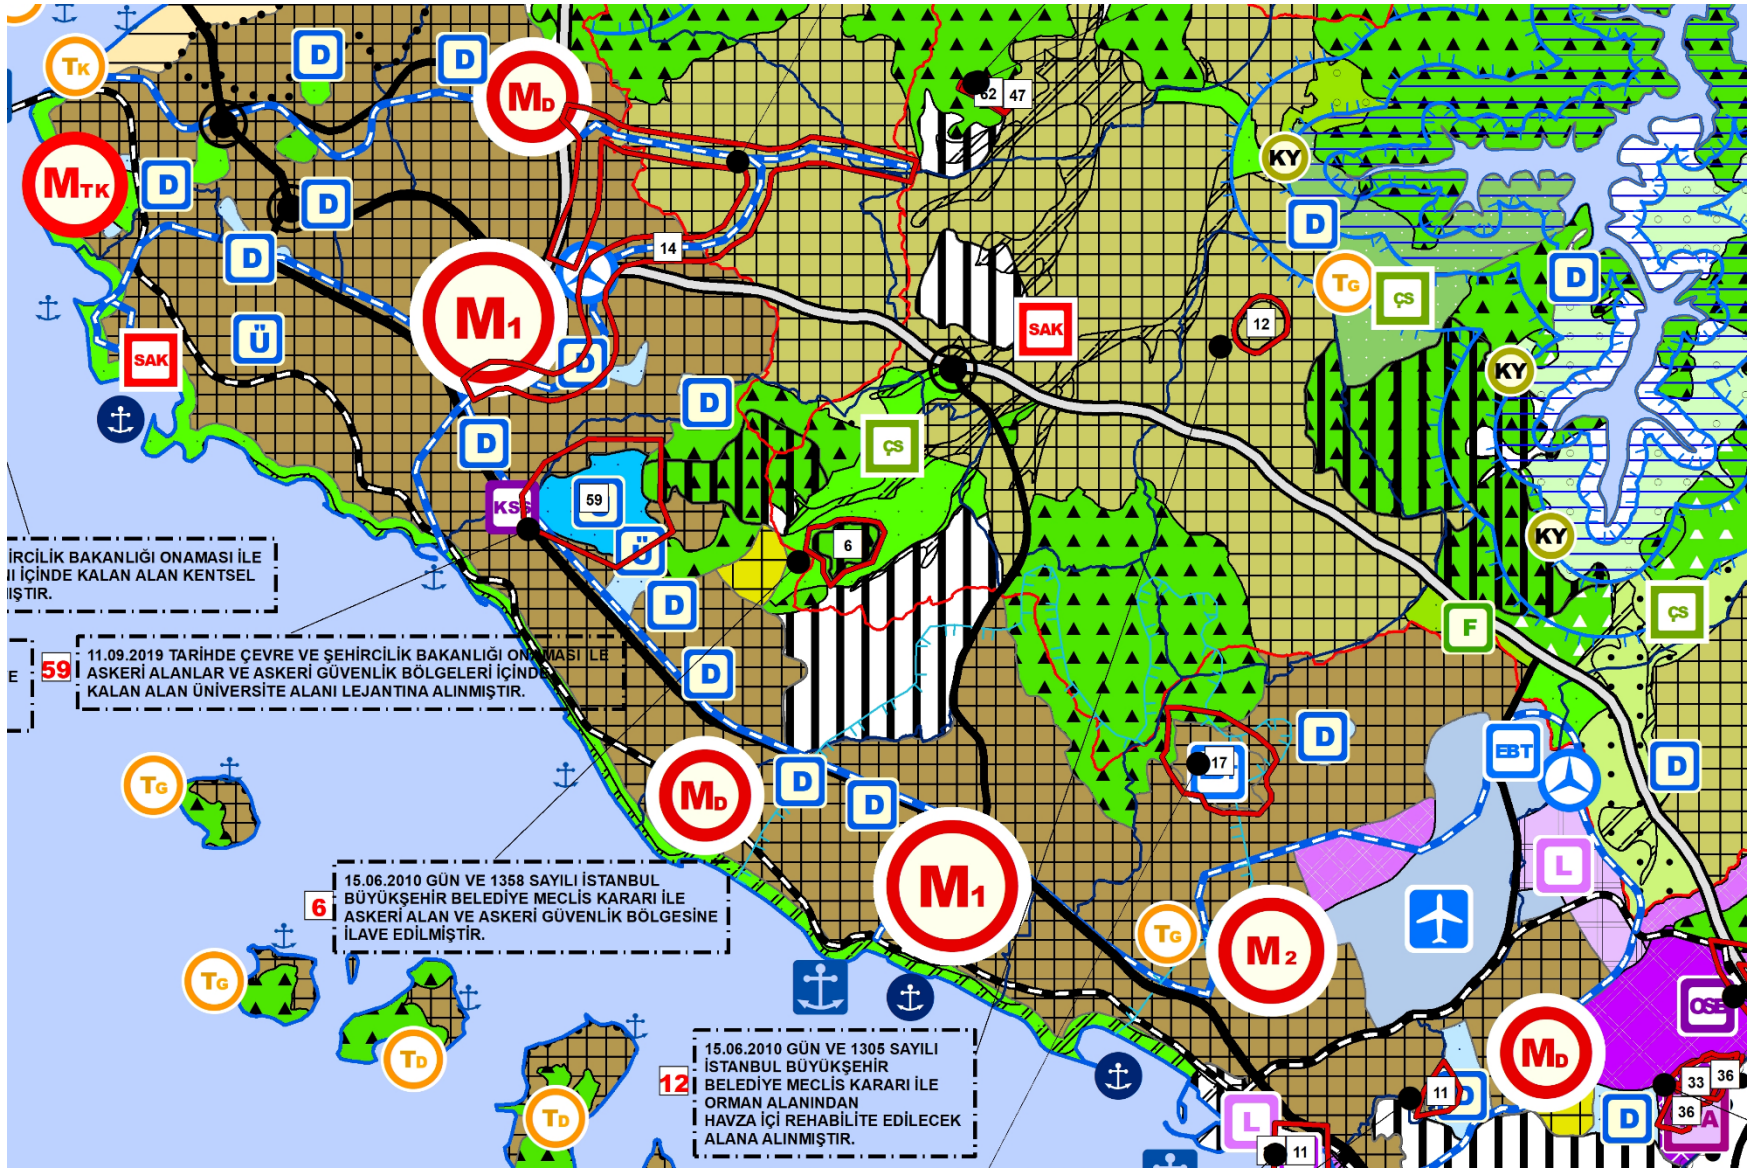 TK
D
D
MD
62
47
MTK
D
D
KY
D
TG
ÇS
D
D
14
M1
SAK
12
SAK
Ü
D
KY
D
D
ÇS
KSS
59
6
Ü
KY
D
ÇS
F
İRCİLİK BAKANLIĞI ONAMASI İLE
NI İÇİNDE KALAN ALAN KENTSEL
MIŞTIR.
E
59
11.09.2019 TARİHDE ÇEVRE VE ŞEHİRCİLİK BAKANLIĞI ONAMASI İLE
ASKERİ ALANLAR VE ASKERİ GÜVENLİK BÖLGELERİ İÇİNDE
KALAN ALAN ÜNİVERSİTE ALANI LEJANTINA ALINMIŞTIR.
D
D
EBT
D
17
TG
MD
D
D
L
M1
6
15.06.2010 GÜN VE 1358 SAYILI İSTANBUL
BÜYÜKŞEHİR BELEDİYE MECLİS KARARI İLE
ASKERİ ALAN VE ASKERİ GÜVENLİK BÖLGESİNE
İLAVE EDİLMİŞTİR.
TG
M2
TG
OSB
12
15.06.2010 GÜN VE 1305 SAYILI
İSTANBUL BÜYÜKŞEHİR
BELEDİYE MECLİS KARARI İLE
ORMAN ALANINDAN
HAVZA İÇİ REHABİLİTE EDİLECEK
ALANA ALINMIŞTIR.
TD
MD
11
D
33
36
36
A
D
TD
L
11